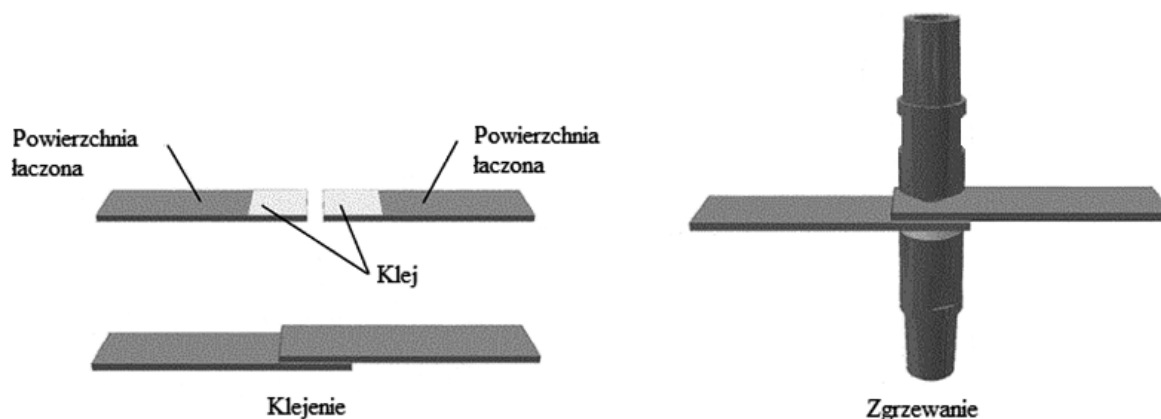 Powierzchnia
łaczona
Powierzchnia
łaczona
Klej
Klejenie
Zgrzewanie